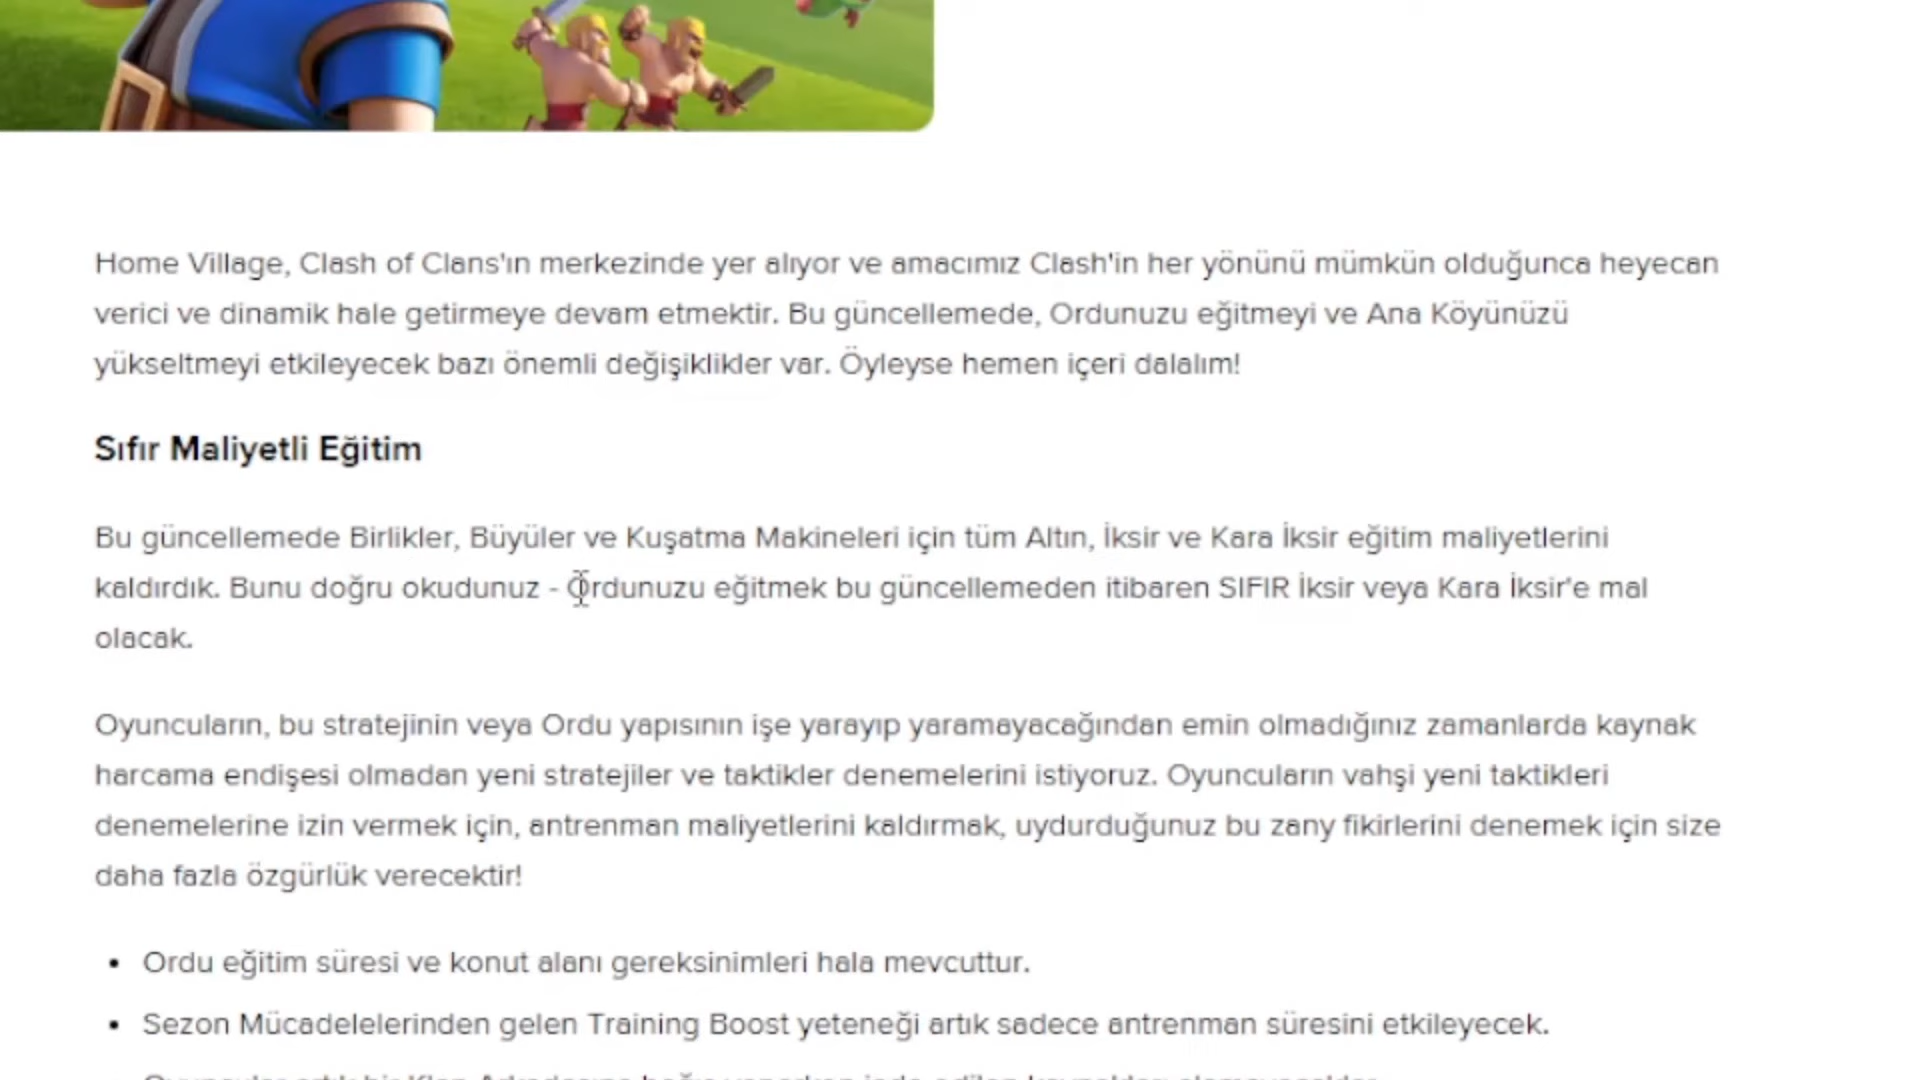 Home Village, Clash of Clans'ın merkezinde yer alıyor ve amacımız Clash'in her yönünü mümkün olduğunca heyecan
verici ve dinamik hale getirmeye devam etmektir. Bu güncellemede, Ordunuzu eğitmeyi ve Ana Köyünüzü
yükseltmeyi etkileyecek bazı önemli değişiklikler var. Öyleyse hemen içeri dalalım!
Sıfır Maliyetli Eğitim
Bu güncellemede Birlikler, Büyüler ve Kuşatma Makineleri için tüm Altın, İksir ve Kara İksir eğitim maliyetlerini
kaldırdık. Bunu doğru okudunuz - Ordunuzu eğitmek bu güncellemeden itibaren SIFIR İksir veya Kara İksir'e mal
olacak.
Oyuncuların, bu stratejinin veya Ordu yapısının işe yarayıp yaramayacağından emin olmadığınız zamanlarda kaynak
harcama endişesi olmadan yeni stratejiler ve taktikler denemelerini istiyoruz. Oyuncuların vahşi yeni taktikleri
denemelerine izin vermek için, antrenman maliyetlerini kaldırmak, uydurduğunuz bu zany fikirlerini denemek için size
daha fazla özgürlük verecektir!
• Ordu eğitim süresi ve konut alanı gereksinimleri hala mevcuttur.
• Sezon Mücadelelerinden gelen Training Boost yeteneği artık sadece antrenman süresini etkileyecek.